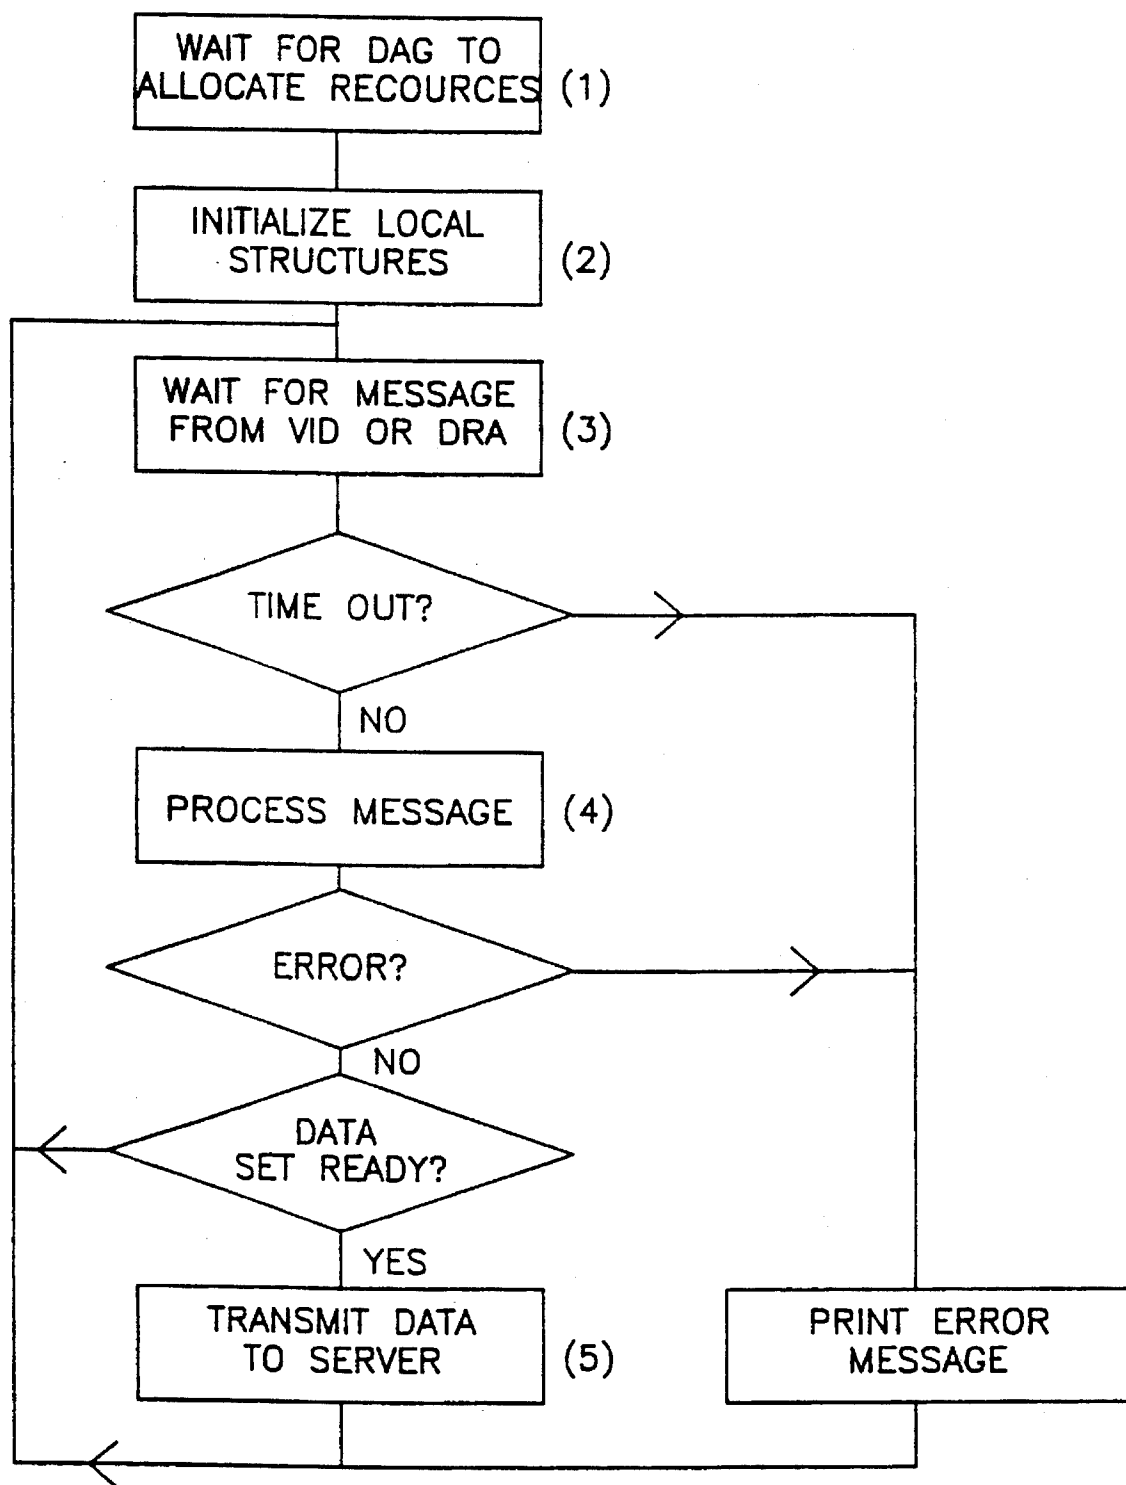 WAIT FOR DAG TO
ALLOCATE RECOURCES
(1)
INITIALIZE LOCAL
STRUCTURES
(2)
WAIT FOR MESSAGE
FROM VID OR DRA
(3)
TIME OUT?
NO
PROCESS MESSAGE
(4)
ERROR?
NO
DATA
SET READY?
YES
TRANSMIT DATA
TO SERVER
(5)
PRINT ERROR
MESSAGE